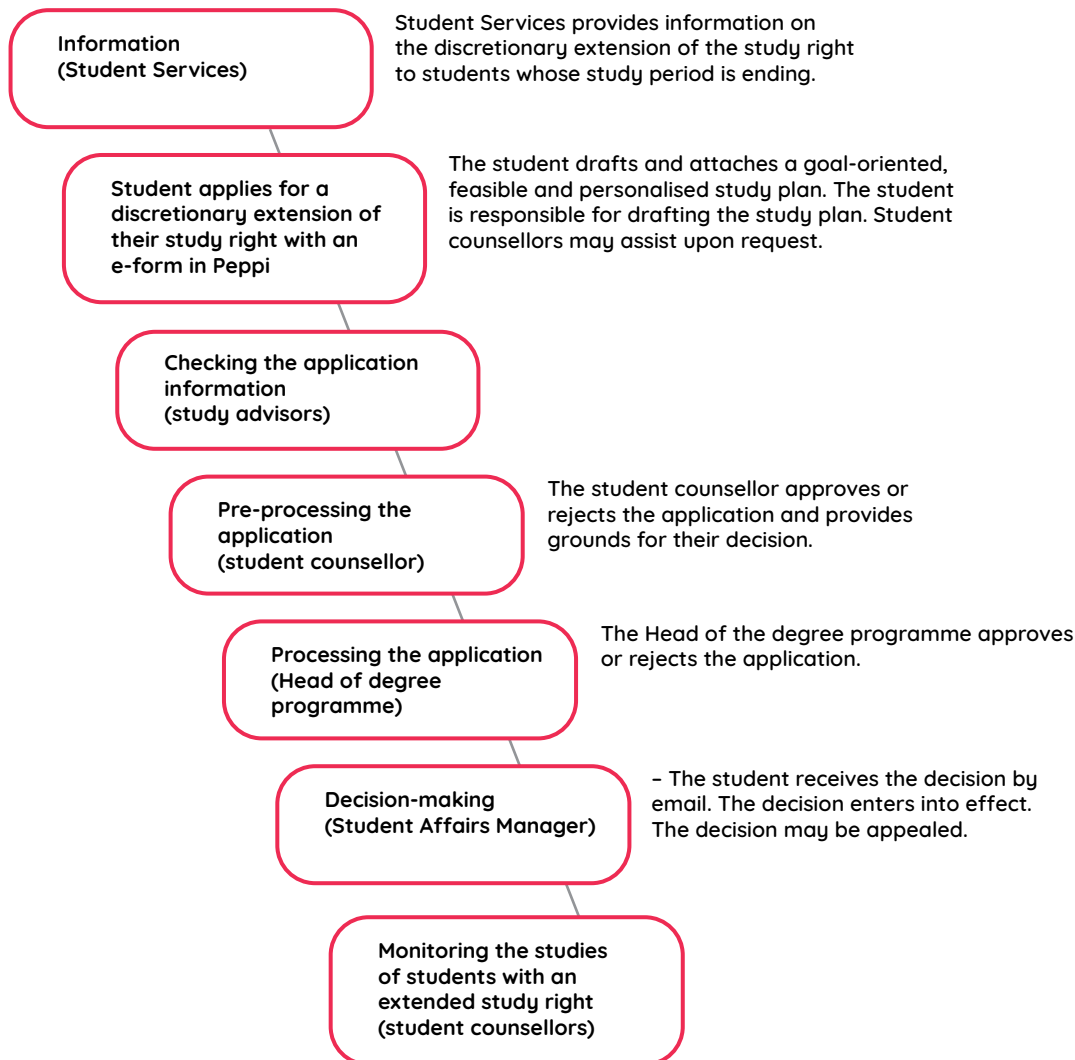 Information
(Student Services)
Student Services provides information on
the discretionary extension of the study right
to students whose study period is ending.
Student applies for a
discretionary extension of
their study right with an
e-form in Peppi
The student drafts and attaches a goal-oriented,
feasible and personalised study plan. The student
is responsible for drafting the study plan. Student
counsellors may assist upon request.
Checking the application
information
(study advisors)
Pre-processing the
application
(student counsellor)
The student counsellor approves or
rejects the application and provides
grounds for their decision.
Processing the application
(Head of degree
programme)
The Head of the degree programme approves
or rejects the application.
Decision-making
(Student Affairs Manager)
– The student receives the decision by
email. The decision enters into effect.
The decision may be appealed.
Monitoring the studies
of students with an
extended study right
(student counsellors)